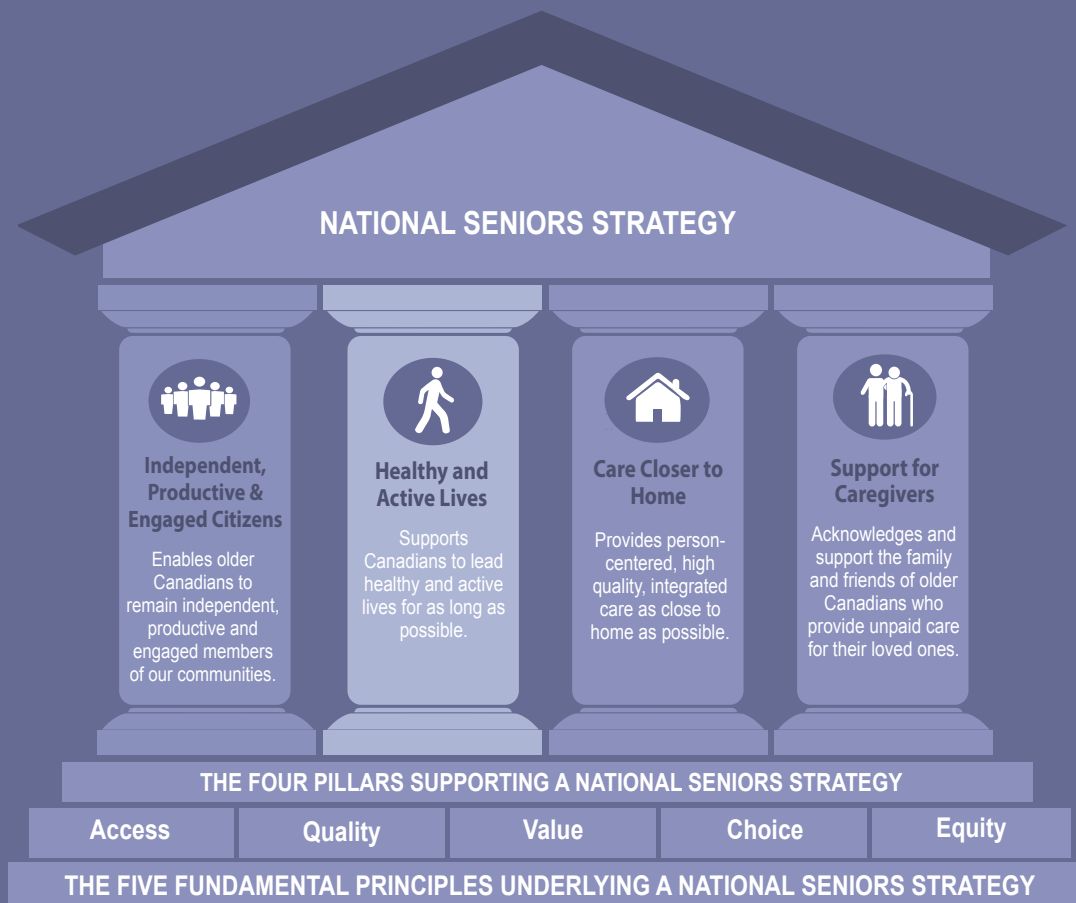 NATIONAL SENIORS STRATEGY
Independent,
Productive &
Engaged Citizens
Enables older
Canadians to
remain independent,
productive and
engaged members
of our communities.
Healthy and
Active Lives
Supports
Canadians to lead
healthy and active
lives for as long as
possible.
Care Closer to
Home
Provides person-
centered, high
quality, integrated
care as close to
home as possible.
Support for
Caregivers
Acknowledges and
support the family
and friends of older
Canadians who
provide unpaid care
for their loved ones.
THE FOUR PILLARS SUPPORTING A NATIONAL SENIORS STRATEGY
Access
Quality
Value
Choice
Equity
THE FIVE FUNDAMENTAL PRINCIPLES UNDERLYING A NATIONAL SENIORS STRATEGY